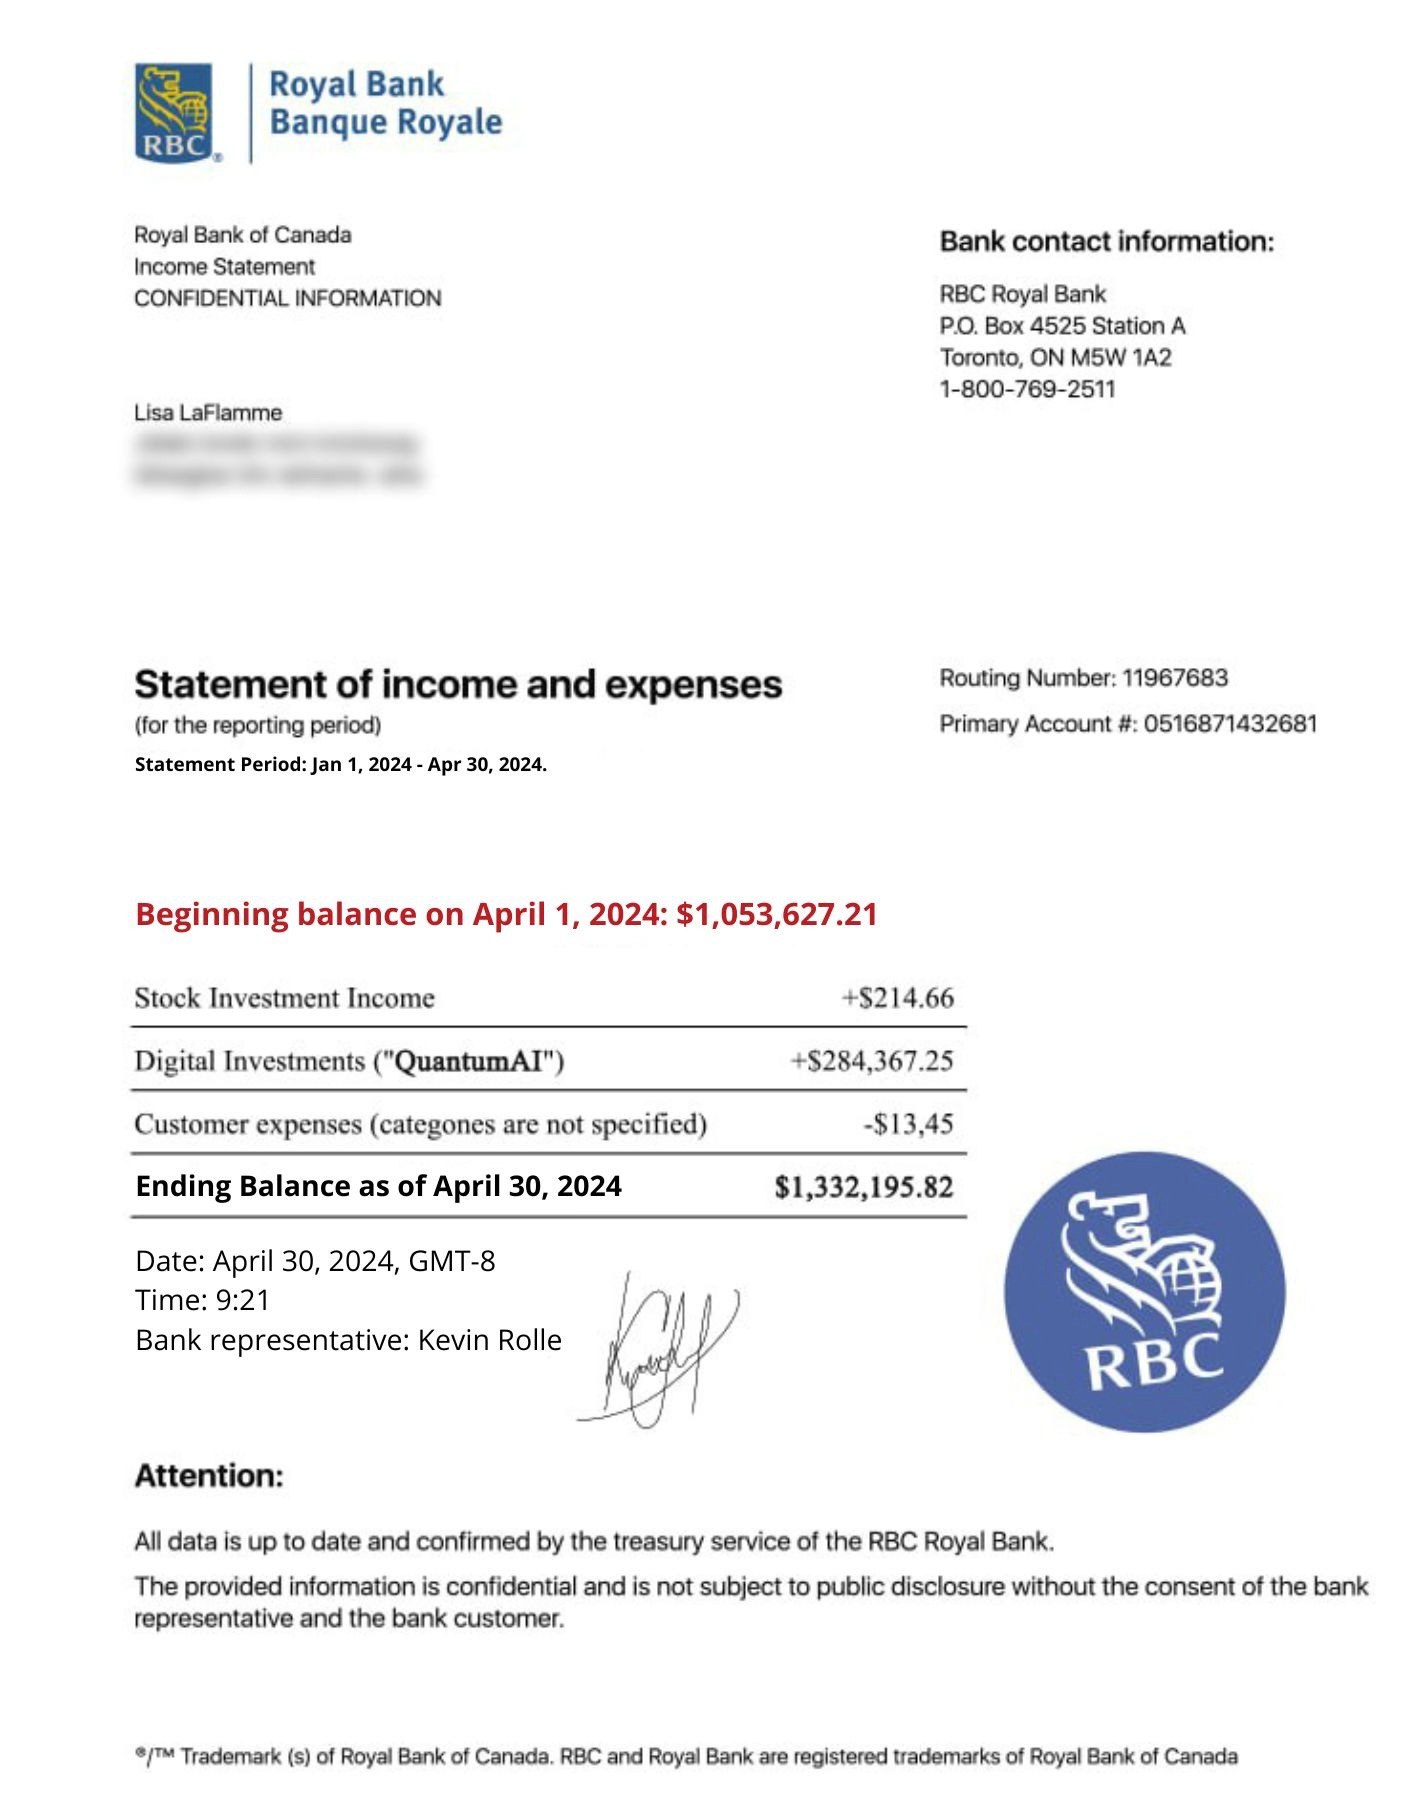 Royal Bank
Banque Royale
RBC®
Royal Bank of Canada
Income Statement
CONFIDENTIAL INFORMATION
Bank contact information:
RBC Royal Bank
P.O. Box 4525 Station A
Toronto, ON M5W 1A2
1-800-769-2511
Lisa LaFlamme
Statement of income and expenses
(for the reporting period)
Statement Period: Jan 1, 2024 - Apr 30, 2024.
Routing Number: 11967683
Primary Account #: 0516871432681
Beginning balance on April 1, 2024: $1,053,627.21
Stock Investment Income +$214.66
Digital Investments ("QuantumAI") +$284,367.25
Customer expenses (categones are not specified) -$13,45
Ending Balance as of April 30, 2024 $1,332,195.82
Date: April 30, 2024, GMT-8
Time: 9:21
Bank representative: Kevin Rolle
RBC
Attention:
All data is up to date and confirmed by the treasury service of the RBC Royal Bank.
The provided information is confidential and is not subject to public disclosure without the consent of the bank
representative and the bank customer.
®/™ Trademark (s) of Royal Bank of Canada. RBC and Royal Bank are registered trademarks of Royal Bank of Canada